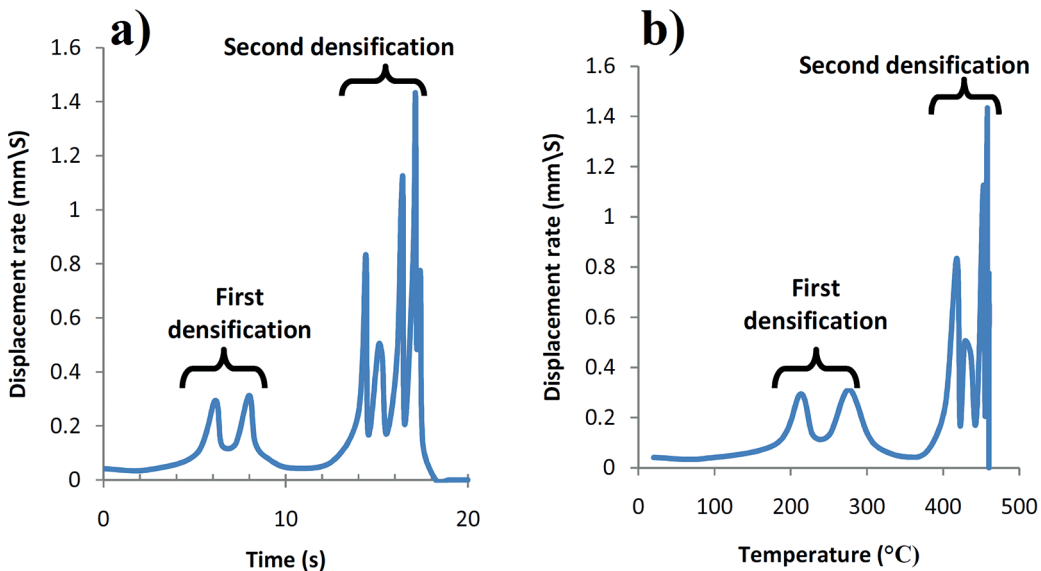 a)
Second densification
1.6
1.4
1.2
1
0.8
0.6
0.4
0.2
0
Displacement rate (mm\S)
First
densification
0
10
20
Time (s)
b)
Second densification
1.6
1.4
1.2
1
0.8
0.6
0.4
0.2
0
Displacement rate (mm\S)
First
densification
0
100
200
300
400
500
Temperature (°C)